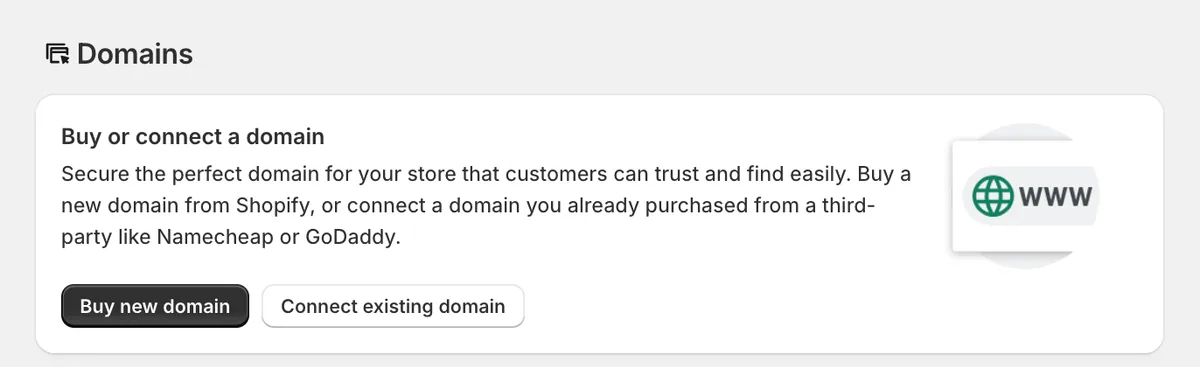 Domains
Buy or connect a domain
Secure the perfect domain for your store that customers can trust and find easily. Buy a
new domain from Shopify, or connect a domain you already purchased from a third-
party like Namecheap or GoDaddy.
WWW
Buy new domain
Connect existing domain